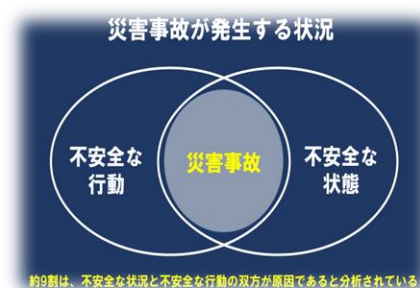 災害事故が発生する状況
不安全な
行動
災害事故
不安全な
状態
約9割は、不安全な状況と不安全な行動の双方が原因であると分析されている